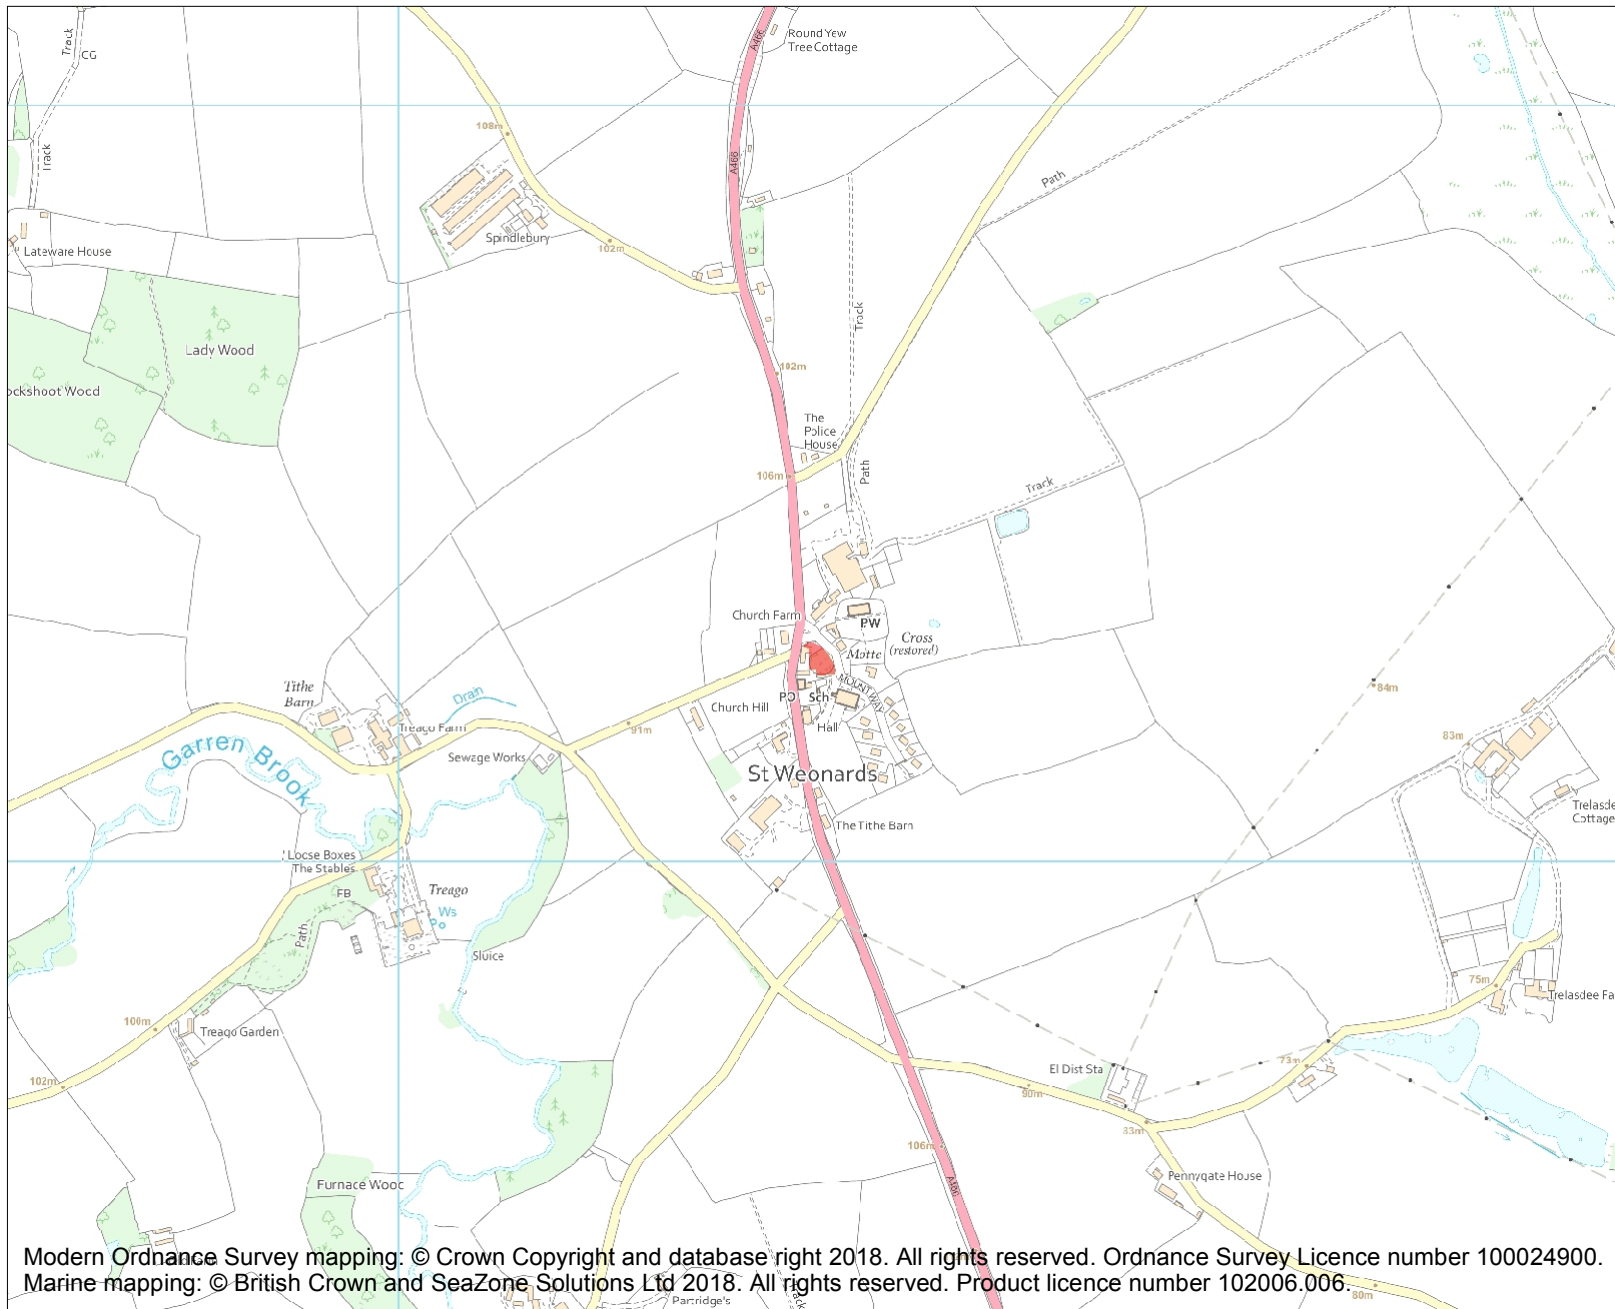 Track
CG
A466
Round Yew
Tree Cottage
108m
Track
A466
Path
Lateware House
Spindlebury
102m
Track
Lady Wood
ockshoot Wood
102m
The
Police
House
106m
Path
Track
Church Farm
PW
Cross
(restored)
Motte
Tithe
Barn
Drain
PO
Sch
MOUNT WAY
84m
Church Hill
Treago Farm
91m
Hall
83m
Garren Brook
Sewage Works
St Weonards
Trelasde
Cottage
The Tithe Barn
Loose Boxes
The Stables
FB
Treago
Ws
Path
Sluice
75m
Trelasdee Fa
100m
Treago Garden
73m
El Dist Sta
102m
90m
83m
106m
Pennygate House
Furnace Wood
A466
Modern Ordnance Survey mapping: © Crown Copyright and database right 2018. All rights reserved. Ordnance Survey Licence number 100024900.
Marine mapping: © British Crown and SeaZone Solutions Ltd 2018. All rights reserved. Product licence number 102006.006.
Partridge's
Track
80m